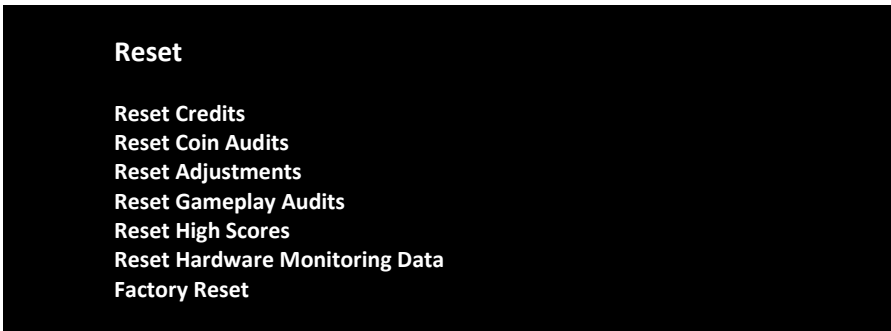 Reset
Reset Credits
Reset Coin Audits
Reset Adjustments
Reset Gameplay Audits
Reset High Scores
Reset Hardware Monitoring Data
Factory Reset